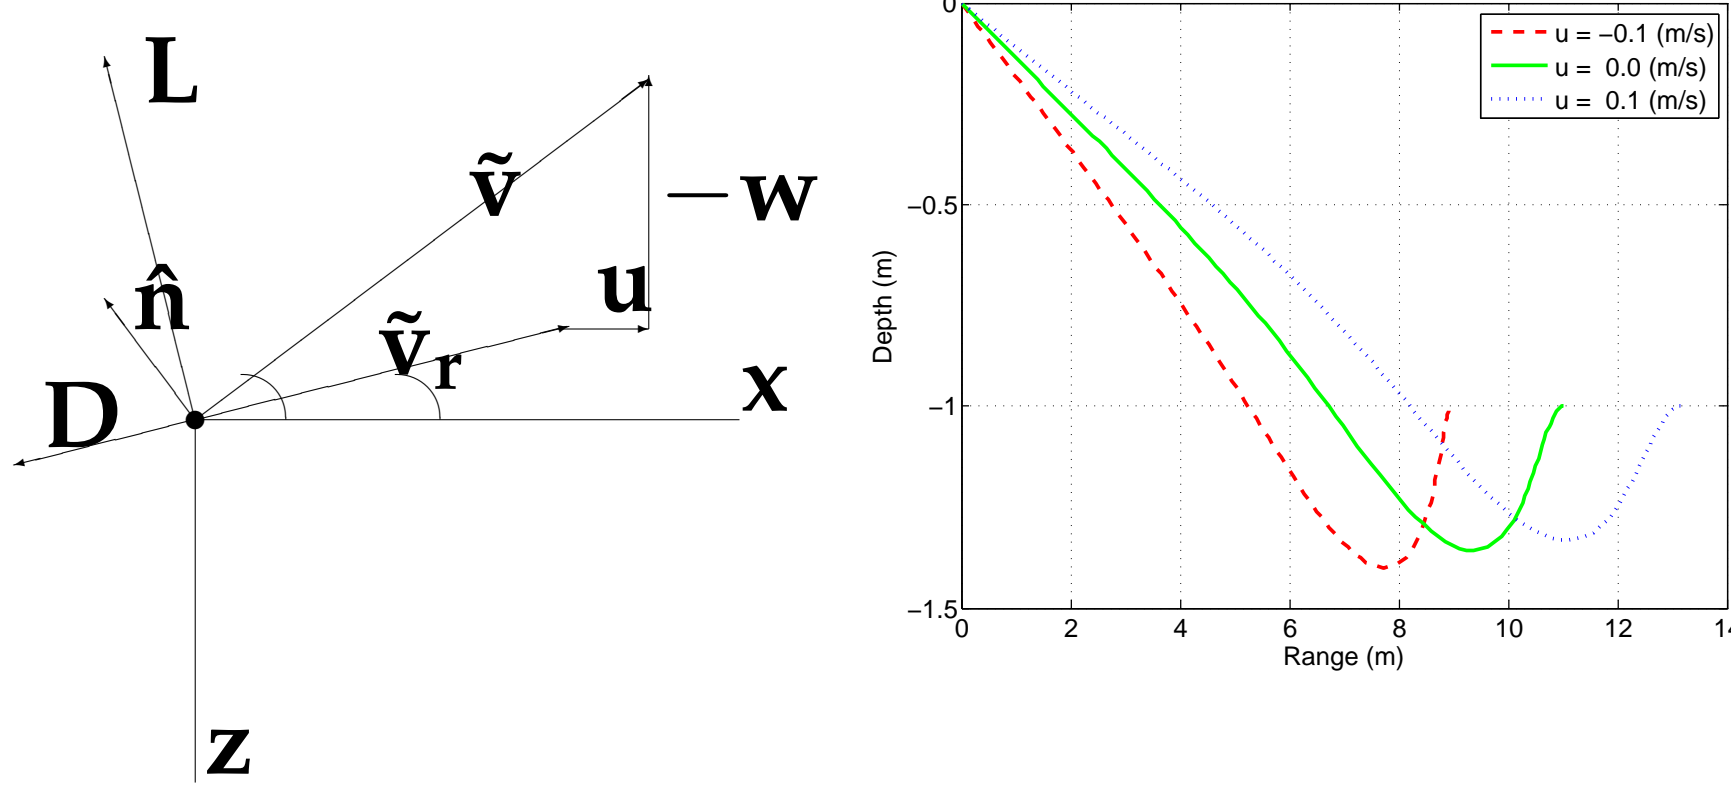 L
ṽ
− w
n̂
u
ṽr
D
x
z
0
−0.5
−1
−1.5
Depth (m)
0 2 4 6 8 10 12
Range (m)
u = −0.1 (m/s)
u = 0.0 (m/s)
u = 0.1 (m/s)